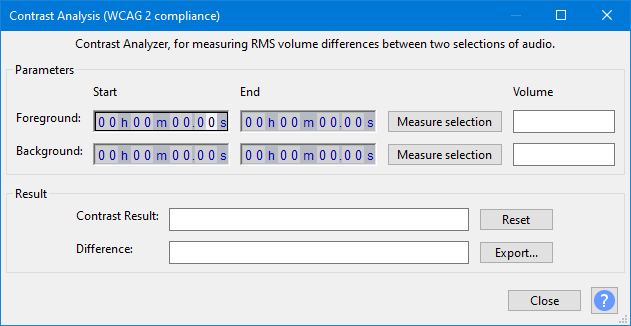 Contrast Analysis (WCAG 2 compliance)
Contrast Analyzer, for measuring RMS volume differences between two selections of audio.
Parameters
Start End Volume
Foreground: 00h00m00.00s 00h00m00.00s Measure selection
Background: 00h00m00.00s 00h00m00.00s Measure selection
Result
Contrast Result: Reset
Difference: Export...
Close ?